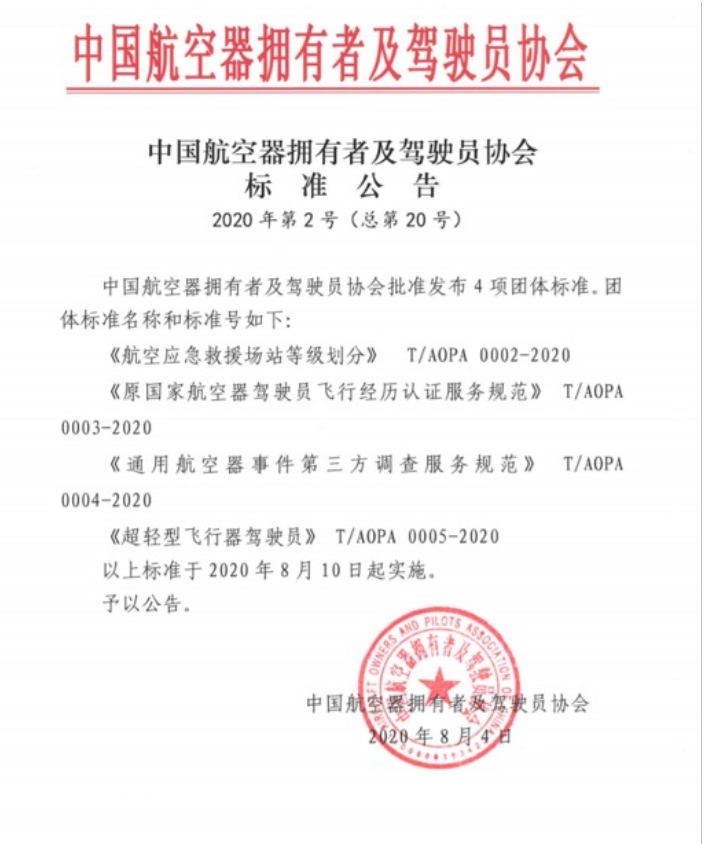 中国航空器拥有者及驾驶员协会
中国航空器拥有者及驾驶员协会
标 准 公 告
2020 年第 2 号（总第 20 号）
中国航空器拥有者及驾驶员协会批准发布 4 项团体标准。团
体标准名称和标准号如下：
《航空应急救援场站等级划分》 T/AOPA 0002-2020
《原国家航空器驾驶员飞行经历认证服务规范》 T/AOPA
0003-2020
《通用航空器事件第三方调查服务规范》 T/AOPA
0004-2020
《超轻型飞行器驾驶员》 T/AOPA 0005-2020
以上标准于 2020 年 8 月 10 日起实施。
予以公告。
AIRCRAFT OWNERS AND PILOTS ASSOCIATION OF CHINA
中国航空器拥有者及驾驶员协会
中国航空器拥有者及驾驶员协会
2020 年 8 月 4 日